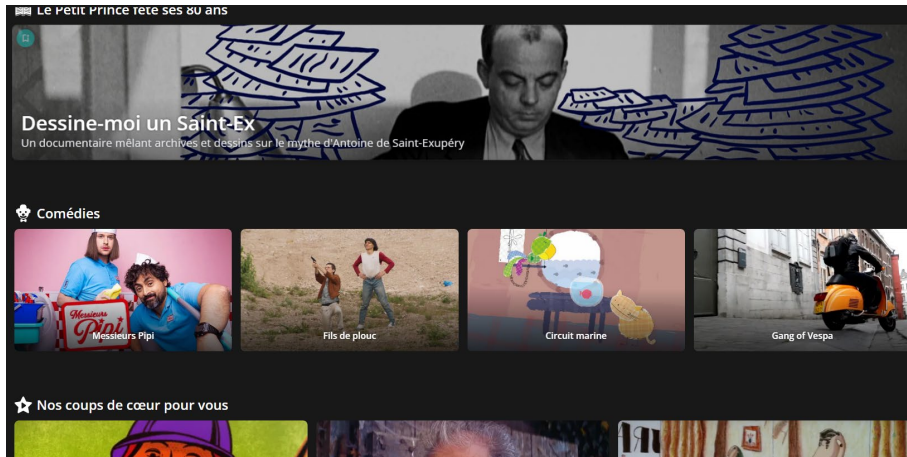 Le Petit Prince fête ses 80 ans
Dessine-moi un Saint-Ex
Un documentaire mêlant archives et dessins sur le mythe d'Antoine de Saint-Exupéry
Comédies
Messieurs
Pipi
Messieurs Pipi
Fils de plouc
Circuit marine
Gang of Vespa
Nos coups de cœur pour vous